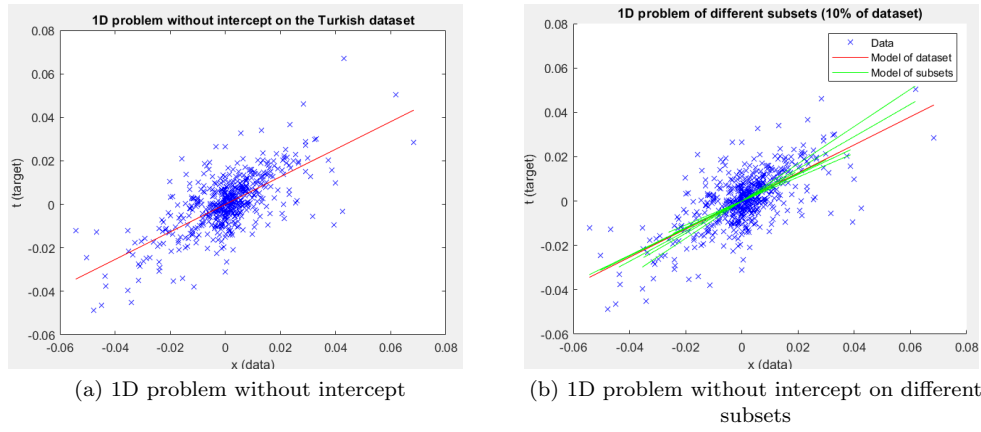 1D problem without intercept on the Turkish dataset
0.08
0.06
0.04
0.02
0
-0.02
-0.04
-0.06
t (target)
-0.06 -0.04 -0.02 0 0.02 0.04 0.06 0.08
x (data)
(a) 1D problem without intercept
1D problem of different subsets (10% of dataset)
Data
Model of dataset
Model of subsets
0.08
0.06
0.04
0.02
0
-0.02
-0.04
-0.06
t (target)
-0.06 -0.04 -0.02 0 0.02 0.04 0.06 0.08
x (data)
(b) 1D problem without intercept on different
subsets